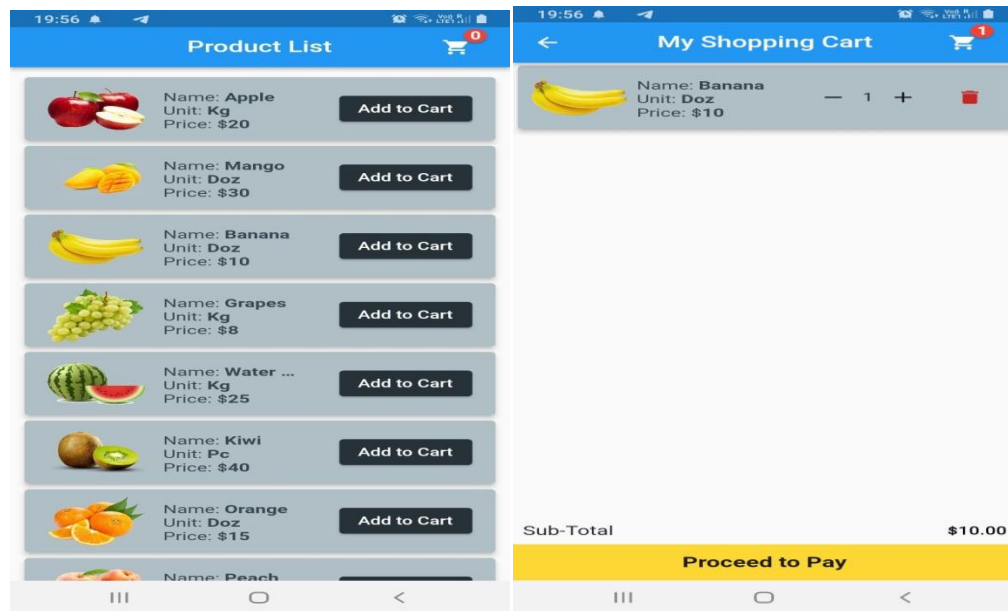 19:56
Product List
0
Name: Apple
Unit: Kg
Price: $20
Add to Cart
Name: Mango
Unit: Doz
Price: $30
Add to Cart
Name: Banana
Unit: Doz
Price: $10
Add to Cart
Name: Grapes
Unit: Kg
Price: $8
Add to Cart
Name: Water ...
Unit: Kg
Price: $25
Add to Cart
Name: Kiwi
Unit: Pc
Price: $40
Add to Cart
Name: Orange
Unit: Doz
Price: $15
Add to Cart
Name: Peach
19:56
My Shopping Cart
1
Name: Banana
Unit: Doz
Price: $10
1
Sub-Total
$10.00
Proceed to Pay